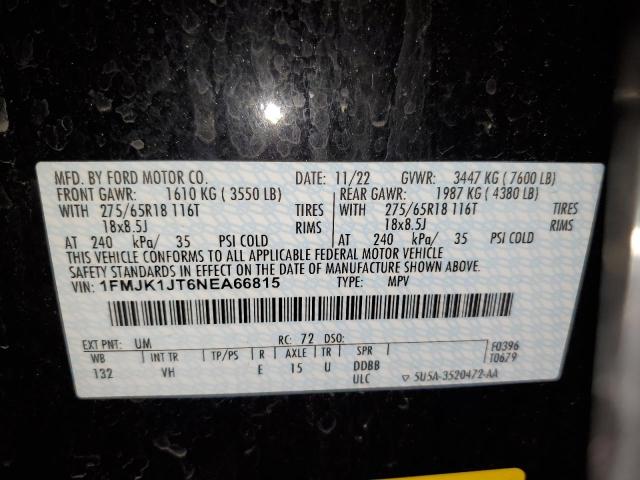 MFD. BY FORD MOTOR CO. DATE: 11/22 GVWR: 3447 KG ( 7600 LB)
FRONT GAWR: 1610 KG ( 3550 LB) REAR GAWR: 1987 KG ( 4380 LB)
WITH 275/65R18 116T TIRES WITH 275/65R18 116T TIRES
18x8.5J RIMS 18x8.5J RIMS
AT 240 kPa/ 35 PSI COLD AT 240 kPa/ 35 PSI COLD
THIS VEHICLE CONFORMS TO ALL APPLICABLE FEDERAL MOTOR VEHICLE
SAFETY STANDARDS IN EFFECT ON THE DATE OF MANUFACTURE SHOWN ABOVE.
VIN: 1FMJK1JT6NEA66815 TYPE: MPV
EXT PNT: UM RC: 72 DSO: F0396
WB INT TR TP/PS R AXLE TR SPR T0679
132 VH E 15 U DDBB
ULC ▽ 5U5A-3520472-AA